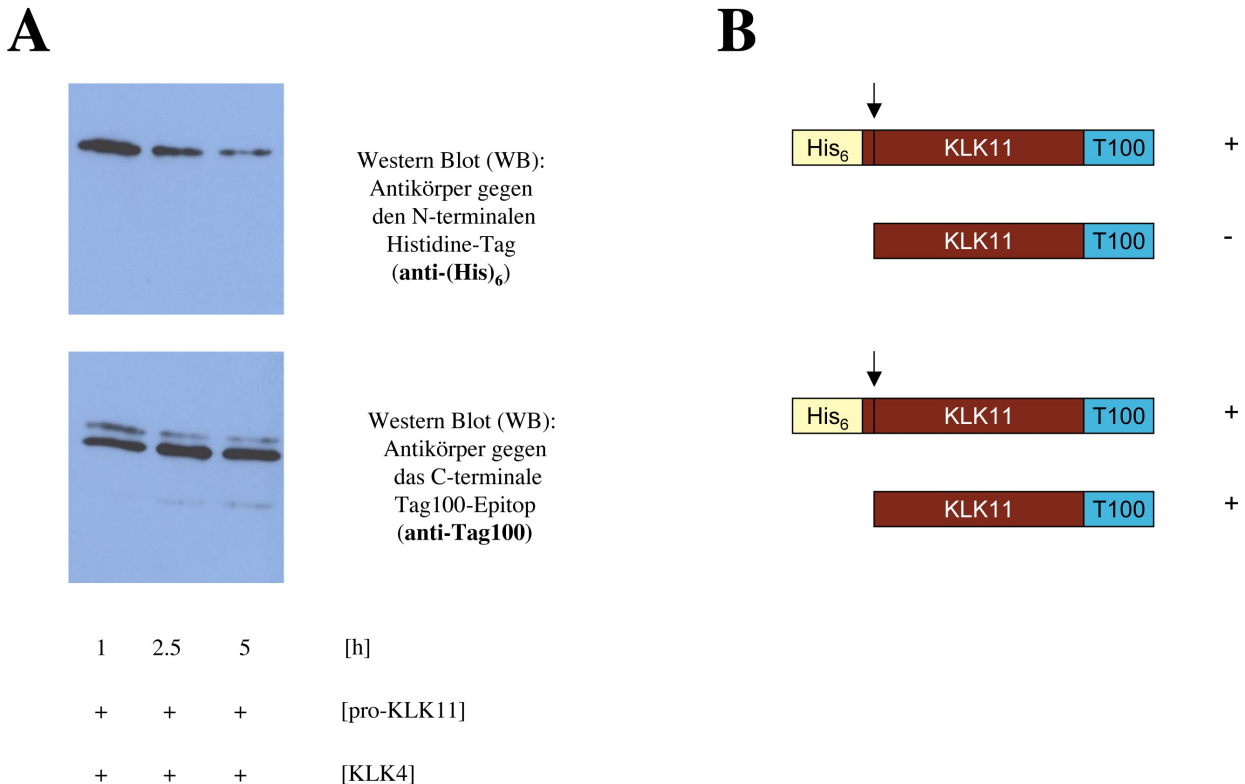 A
Western Blot (WB):
Antikörper gegen
den N-terminalen
Histidine-Tag
(anti-(His)₆)
Western Blot (WB):
Antikörper gegen
das C-terminale
Tag100-Epitop
(anti-Tag100)
1 2.5 5 [h]
+ + + [pro-KLK11]
+ + + [KLK4]
B
His₆ KLK11 T100 +
KLK11 T100 -
His₆ KLK11 T100 +
KLK11 T100 +